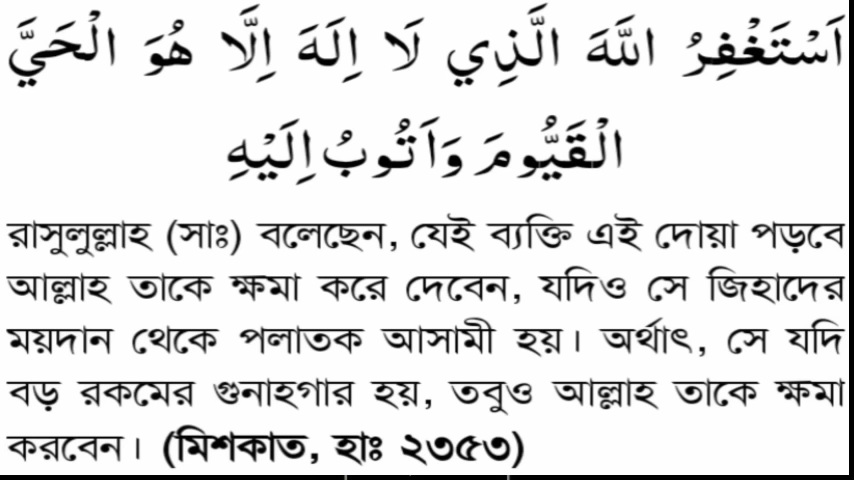 اَسْتَغْفِرُ اللَّهَ الَّذِي لَا اِلَهَ اِلَّا هُوَ الْحَيَّ
الْقَيُّومَ وَاَتُوبُ اِلَيْهِ
রাসুলুল্লাহ (সাঃ) বলেছেন, যেই ব্যক্তি এই দোয়া পড়বে
আল্লাহ তাকে ক্ষমা করে দেবেন, যদিও সে জিহাদের
ময়দান থেকে পলাতক আসামী হয়। অর্থাৎ, সে যদি
বড় রকমের গুনাহগার হয়, তবুও আল্লাহ তাকে ক্ষমা
করবেন। (মিশকাত, হাঃ ২৩৫৩)